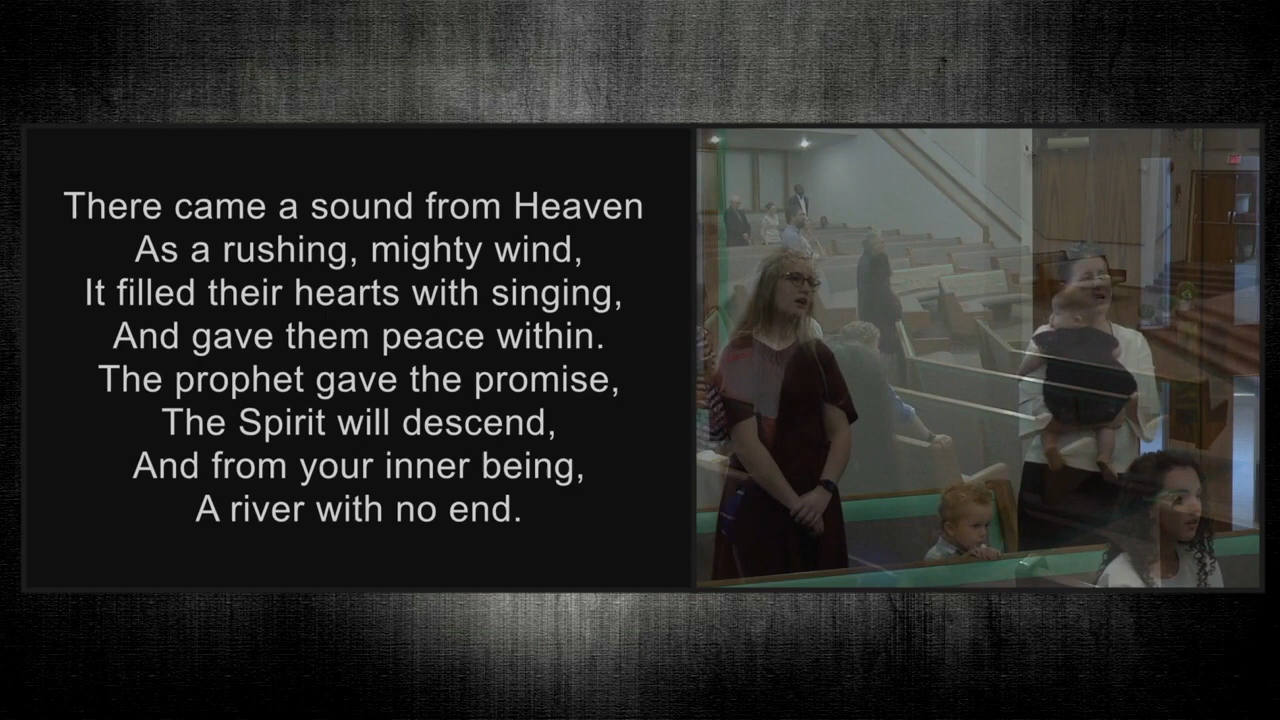 There came a sound from Heaven
As a rushing, mighty wind,
It filled their hearts with singing,
And gave them peace within.
The prophet gave the promise,
The Spirit will descend,
And from your inner being,
A river with no end.